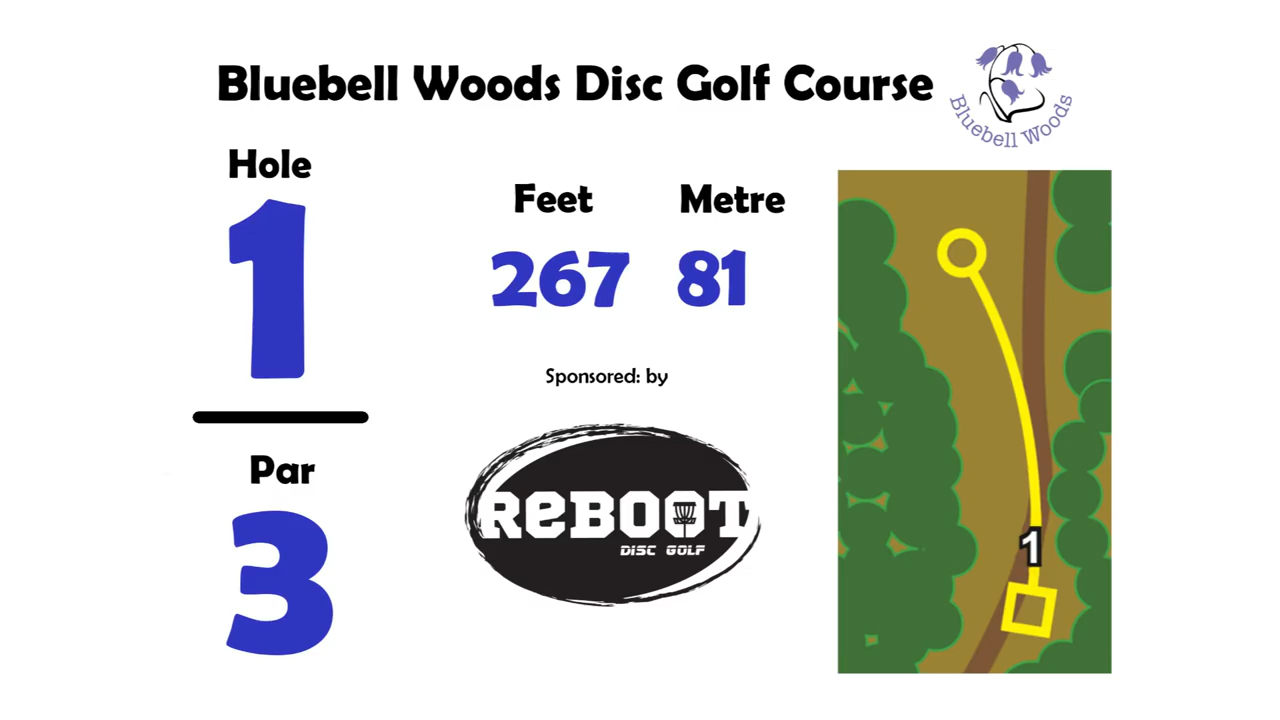 Bluebell Woods Disc Golf Course
Bluebell Woods
Hole
1
Par
3
Feet
267
Metre
81
Sponsored: by
ReBOOT
DISC GOLF
1